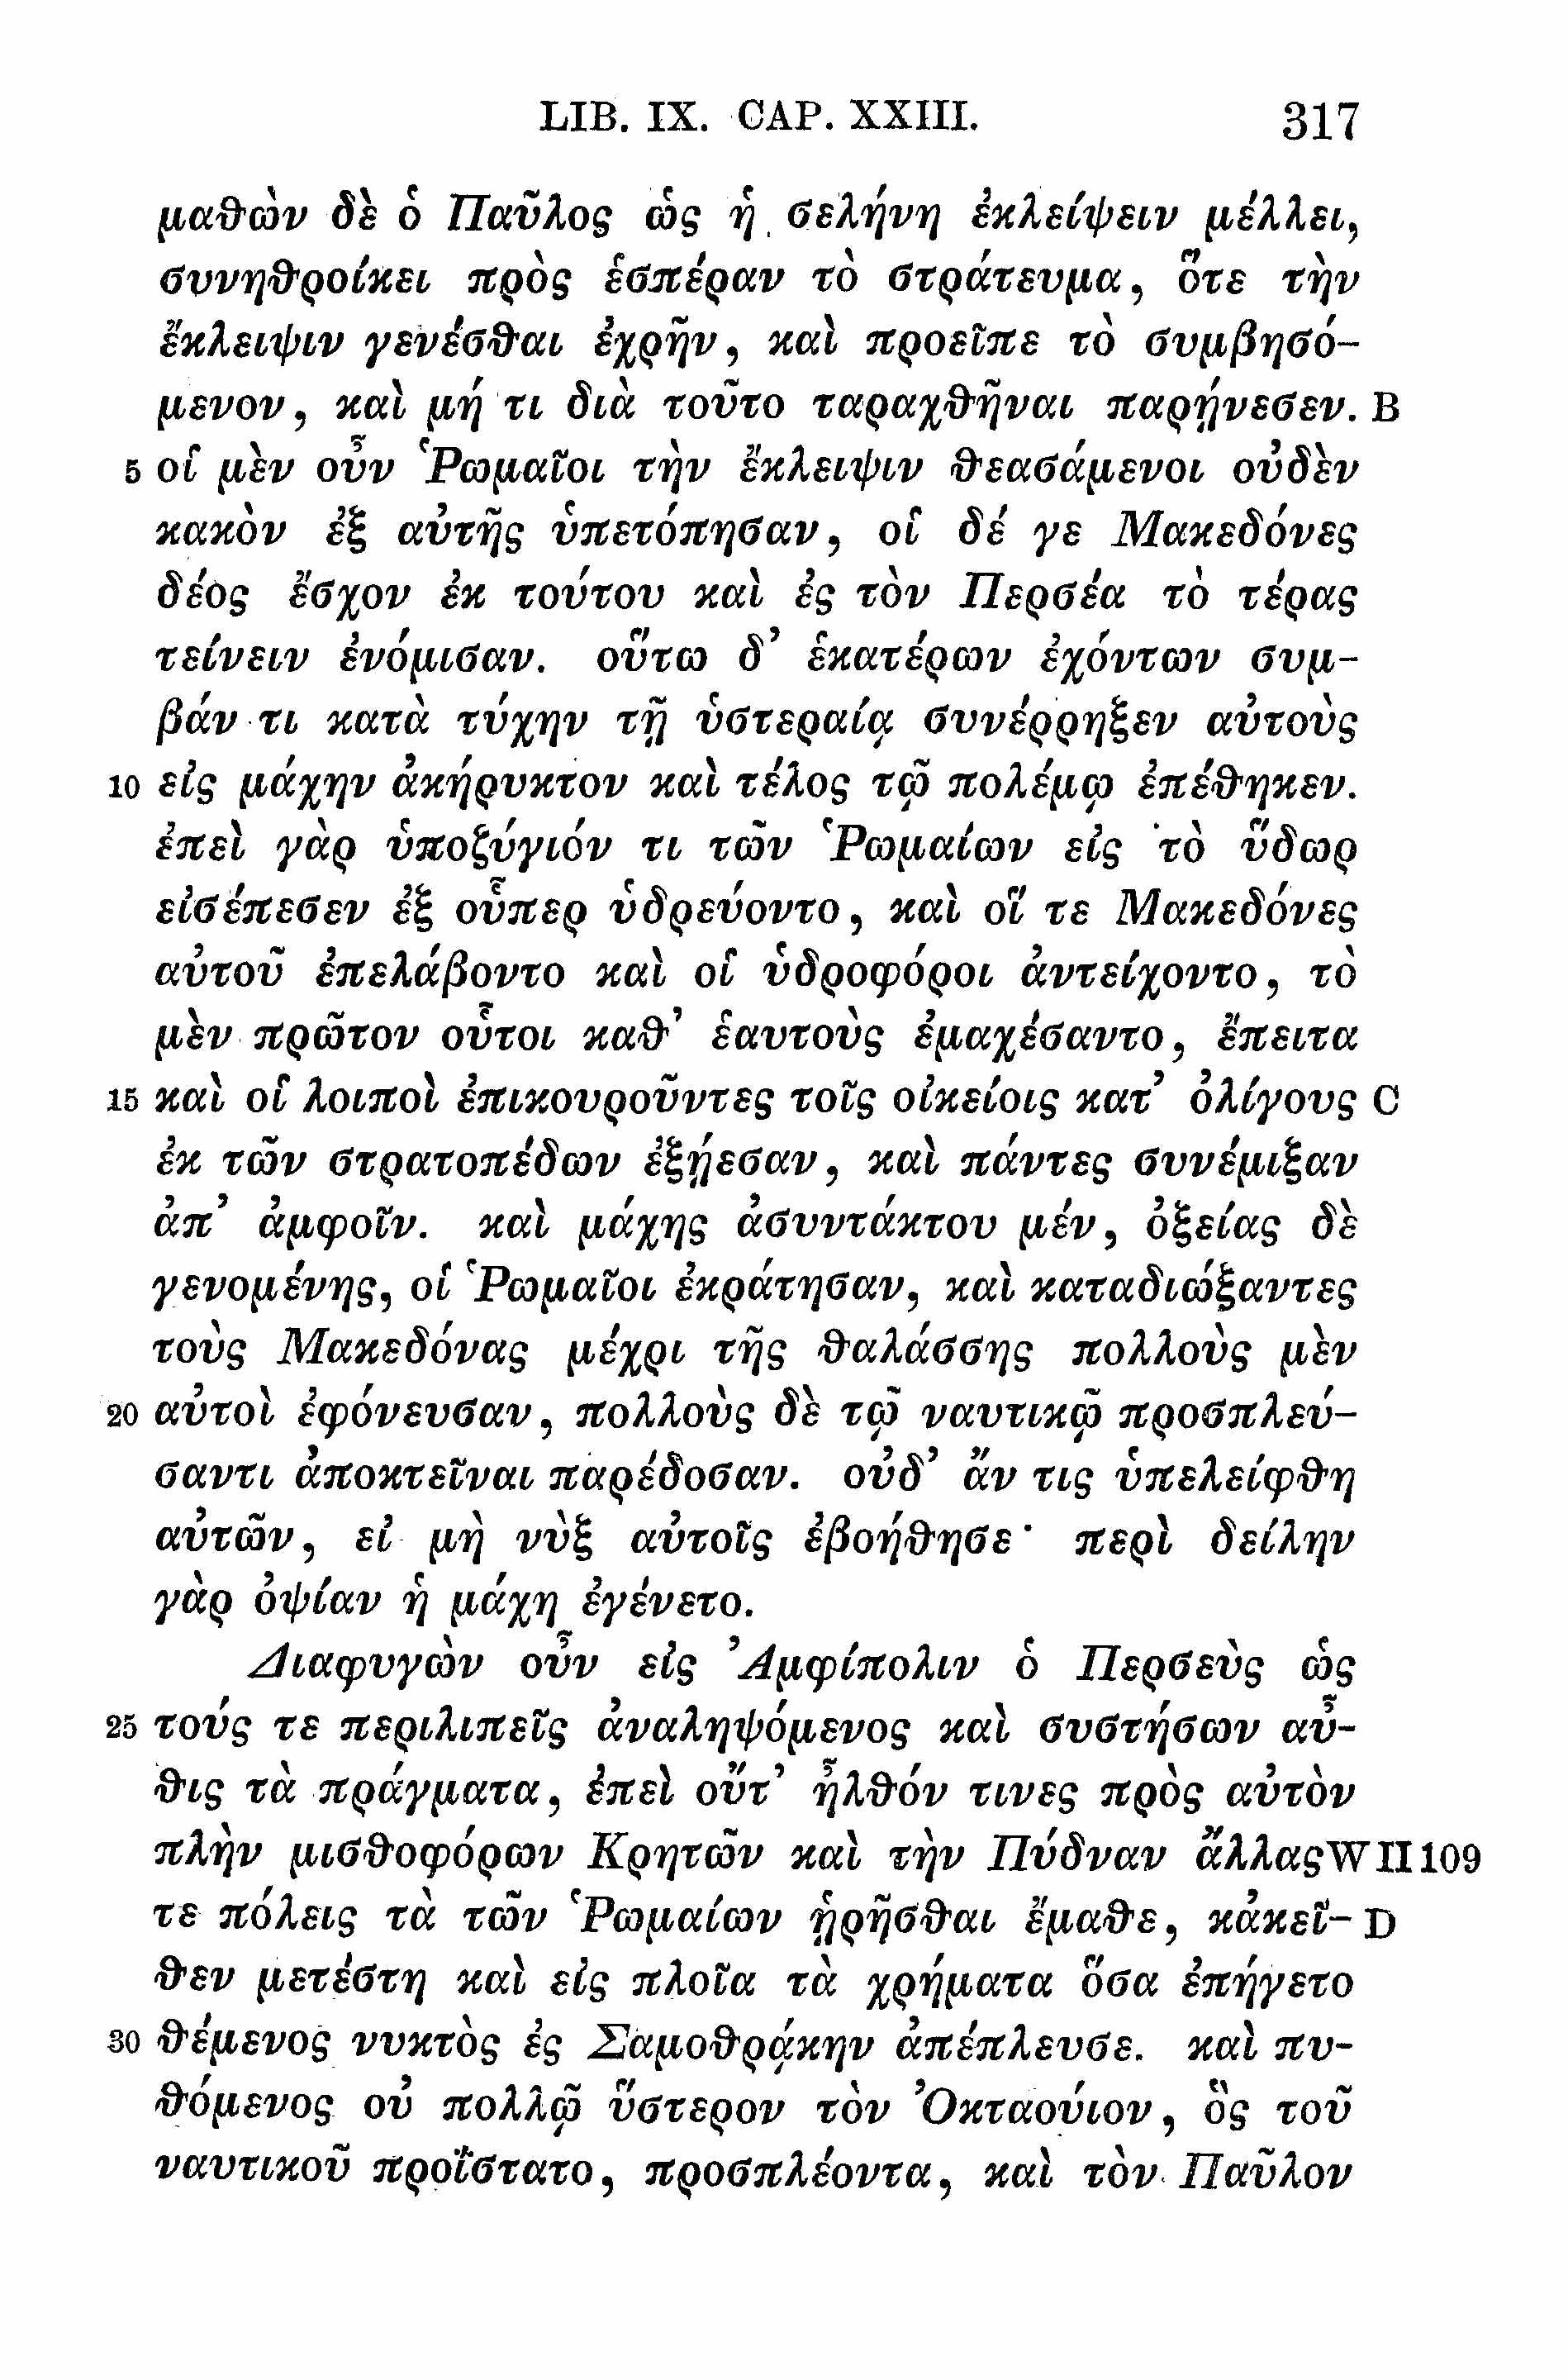 LIB. IX. CAP. XXIII. 317
μαθὼν δὲ ὁ Παῦλος ὡς ἡ σελήνη ἐκλείψειν μέλλει,
συνηθροίκει πρὸς ἑσπέραν τὸ στράτευμα, ὅτε τὴν
ἔκλειψιν γενέσθαι ἐχρῆν, καὶ προεῖπε τὸ συμβησό-
μενον, καὶ μή τι διὰ τοῦτο ταραχθῆναι παρῄνεσεν. B
5 οἱ μὲν οὖν Ῥωμαῖοι τὴν ἔκλειψιν θεασάμενοι οὐδὲν
κακὸν ἐξ αὐτῆς ὑπετόπησαν, οἱ δέ γε Μακεδόνες
δέος ἔσχον ἐκ τούτου καὶ ἐς τὸν Περσέα τὸ τέρας
τείνειν ἐνόμισαν. οὕτω δ’ ἑκατέρων ἐχόντων συμ-
βάν τι κατὰ τύχην τῇ ὑστεραίᾳ συνέρρηξεν αὐτοὺς
10 εἰς μάχην ἀκήρυκτον καὶ τέλος τῷ πολέμῳ ἐπέθηκεν.
ἐπεὶ γὰρ ὑποζύγιόν τι τῶν Ῥωμαίων εἰς τὸ ὕδωρ
εἰσέπεσεν ἐξ οὗπερ ὑδρεύοντο, καὶ οἵ τε Μακεδόνες
αὐτοῦ ἐπελάβοντο καὶ οἱ ὑδροφόροι ἀντείχοντο, τὸ
μὲν πρῶτον οὗτοι καθ’ ἑαυτοὺς ἐμαχέσαντο, ἔπειτα
15 καὶ οἱ λοιποὶ ἐπικουροῦντες τοῖς οἰκείοις κατ’ ὀλίγους C
ἐκ τῶν στρατοπέδων ἐξῄεσαν, καὶ πάντες συνέμιξαν
ἀπ’ ἀμφοῖν. καὶ μάχης ἀσυντάκτου μέν, ὀξείας δὲ
γενομένης, οἱ Ῥωμαῖοι ἐκράτησαν, καὶ καταδιώξαντες
τοὺς Μακεδόνας μέχρι τῆς θαλάσσης πολλοὺς μὲν
20 αὐτοὶ ἐφόνευσαν, πολλοὺς δὲ τῷ ναυτικῷ προσπλεύ-
σαντι ἀποκτεῖναι παρέδοσαν. οὐδ’ ἄν τις ὑπελείφθη
αὐτῶν, εἰ μὴ νὺξ αὐτοῖς ἐβοήθησε· περὶ δείλην
γὰρ ὀψίαν ἡ μάχη ἐγένετο.
Διαφυγὼν οὖν εἰς Ἀμφίπολιν ὁ Περσεὺς ὡς
25 τούς τε περιλιπεῖς ἀναληψόμενος καὶ συστήσων αὖ-
θις τὰ πράγματα, ἐπεὶ οὔτ’ ἦλθόν τινες πρὸς αὐτὸν
πλὴν μισθοφόρων Κρητῶν καὶ τὴν Πύδναν ἄλλας W II 109
τε πόλεις τὰ τῶν Ῥωμαίων ᾑρῆσθαι ἔμαθε, κἀκεῖ- D
θεν μετέστη καὶ εἰς πλοῖα τὰ χρήματα ὅσα ἐπήγετο
30 θέμενος νυκτὸς ἐς Σαμοθρᾴκην ἀπέπλευσε. καὶ πυ-
θόμενος οὐ πολλῷ ὕστερον τὸν Ὀκταούιον, ὃς τοῦ
ναυτικοῦ προΐστατο, προσπλέοντα, καὶ τὸν Παῦλον